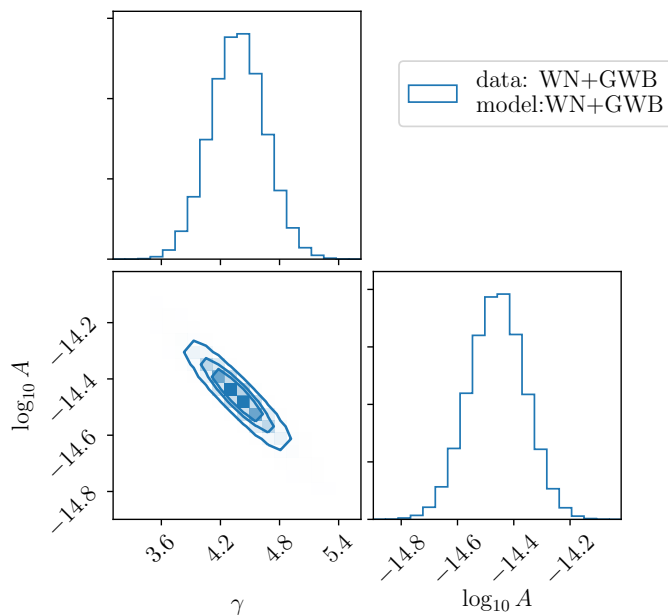 data: WN+GWB
model:WN+GWB
−14.2
−14.4
−14.6
−14.8
log₁₀ A
3.6 4.2 4.8 5.4
γ
−14.8 −14.6 −14.4 −14.2
log₁₀ A